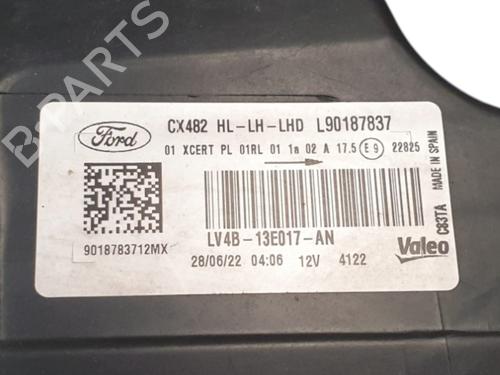 Ford CX482 HL-LH-LHD L90187837
01 XCERT PL 01RL 01 1a 02 A 17.5 E9 22825
9018783712MX
LV4B-13E017-AN
28/06/22 04:06 12V 4122
Valeo
C83TA MADE IN SPAIN
B PARTS